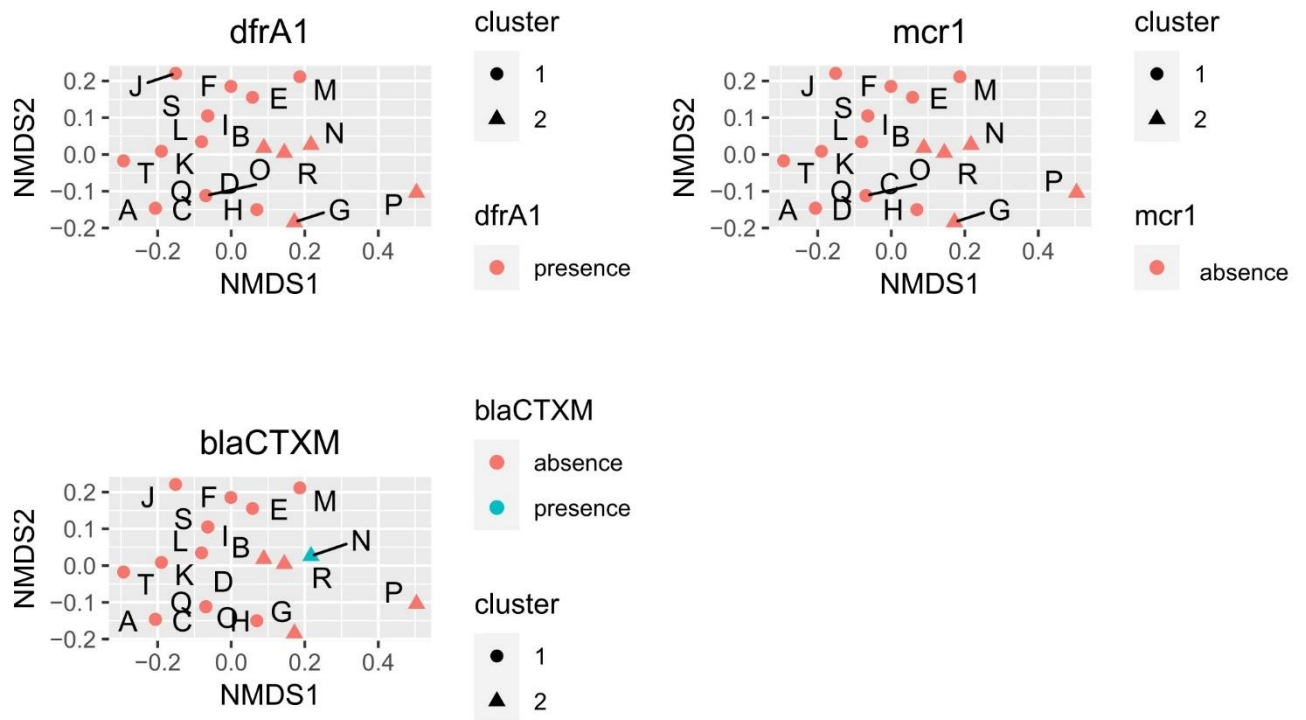 dfrA1
NMDS2
0.2
0.1
0.0
−0.1
−0.2
J
F
M
S
E
L
I
B
N
T
K
O
R
Q
D
A
C
H
G
P
−0.2 0.0 0.2 0.4
NMDS1
cluster
1
2
dfrA1
presence
mcr1
NMDS2
0.2
0.1
0.0
−0.1
−0.2
J
F
M
S
E
L
I
B
N
T
K
O
R
Q
C
A
D
H
G
P
−0.2 0.0 0.2 0.4
NMDS1
cluster
1
2
mcr1
absence
blaCTXM
NMDS2
0.2
0.1
0.0
−0.1
−0.2
J
F
M
S
E
L
I
B
N
T
K
D
R
Q
A
C
O
H
G
P
−0.2 0.0 0.2 0.4
NMDS1
blaCTXM
absence
presence
cluster
1
2